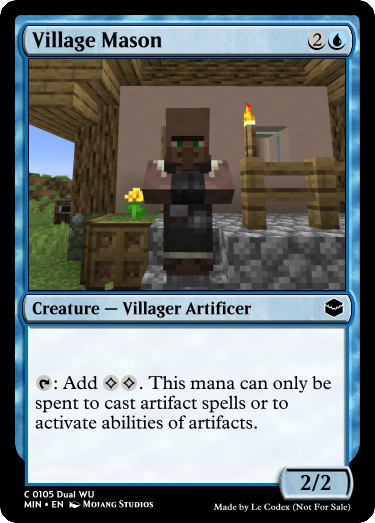 Village Mason 2
Creature — Villager Artificer
: Add . This mana can only be
spent to cast artifact spells or to
activate abilities of artifacts.
2/2
C 0105 Dual WU
MIN • EN Mojang Studios
Made by Le Codex (Not For Sale)